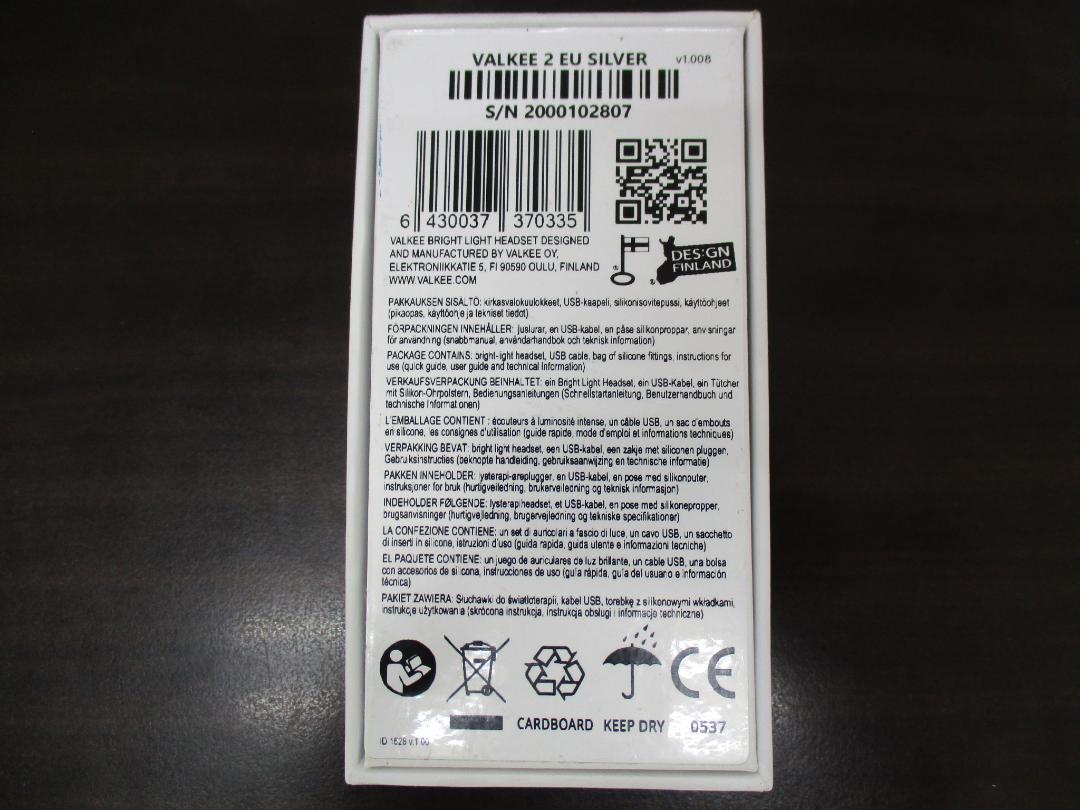 VALKEE 2 EU SILVER v1.008
S/N 2000102807
6 430037 370335
VALKEE BRIGHT LIGHT HEADSET DESIGNED
AND MANUFACTURED BY VALKEE OY,
ELEKTRONIIKKATIE 5, FI 90590 OULU, FINLAND
WWW.VALKEE.COM
DESIGN
FINLAND
PAKKAUKSEN SISÄLTÖ: kirkasvalokuulokkeet, USB-kaapeli, silikonisovitepussi, käyttöohjeet
(pikaopas, käyttöohje ja tekniset tiedot)
FÖRPACKNINGEN INNEHÅLLER: ljuslurar, en USB-kabel, en påse silikonproppar, anvisningar
för användning (snabbmanual, användarhandbok och teknisk information)
PACKAGE CONTAINS: bright-light headset, USB cable, bag of silicone fittings, instructions for
use (quick guide, user guide and technical information)
VERKAUFSVERPACKUNG BEINHALTET: ein Bright Light Headset, ein USB-Kabel, ein Tütcher
mit Silikon-Ohrpolstern, Bedienungsanleitungen (Schnellstartanleitung, Benutzerhandbuch und
technische Informationen)
L'EMBALLAGE CONTIENT : écouteurs à luminosité intense, un câble USB, un sac d'embouts
en silicone, les consignes d'utilisation (guide rapide, mode d'emploi et informations techniques)
VERPAKKING BEVAT: bright light headset, een USB-kabel, een zakje met siliconen pluggen,
Gebruiksinstructies (beknopte handleiding, gebruiksaanwijzing en technische informatie)
PAKKEN INNEHOLDER: lysterapi-øreplugger, en USB-kabel, en pose med silikonputer,
instruksjoner for bruk (hurtigveiledning, brukerveiledning og teknisk informasjon)
INDEHOLDER FØLGENDE: lysterapiheadset, et USB-kabel, en pose med silikonepropper,
brugsanvisninger (hurtigvejledning, brugervejledning og tekniske specifikationer)
LA CONFEZIONE CONTIENE: un set di auricolari a fascio di luce, un cavo USB, un sacchetto
di inserti in silicone, istruzioni d'uso (guida rapida, guida utente e informazioni tecniche)
EL PAQUETE CONTIENE: un juego de auriculares de luz brillante, un cable USB, una bolsa
con accesorios de silicona, instrucciones de uso (guía rápida, guía del usuario e información
técnica)
PAKIET ZAWIERA: Słuchawki do światłoterapii, kabel USB, torebkę z silikonowymi wkładkami,
instrukcje użytkowania (skrócona instrukcja, instrukcja obsługi i informacje techniczne)
CARDBOARD KEEP DRY 0537
ID 1628 v.1.00